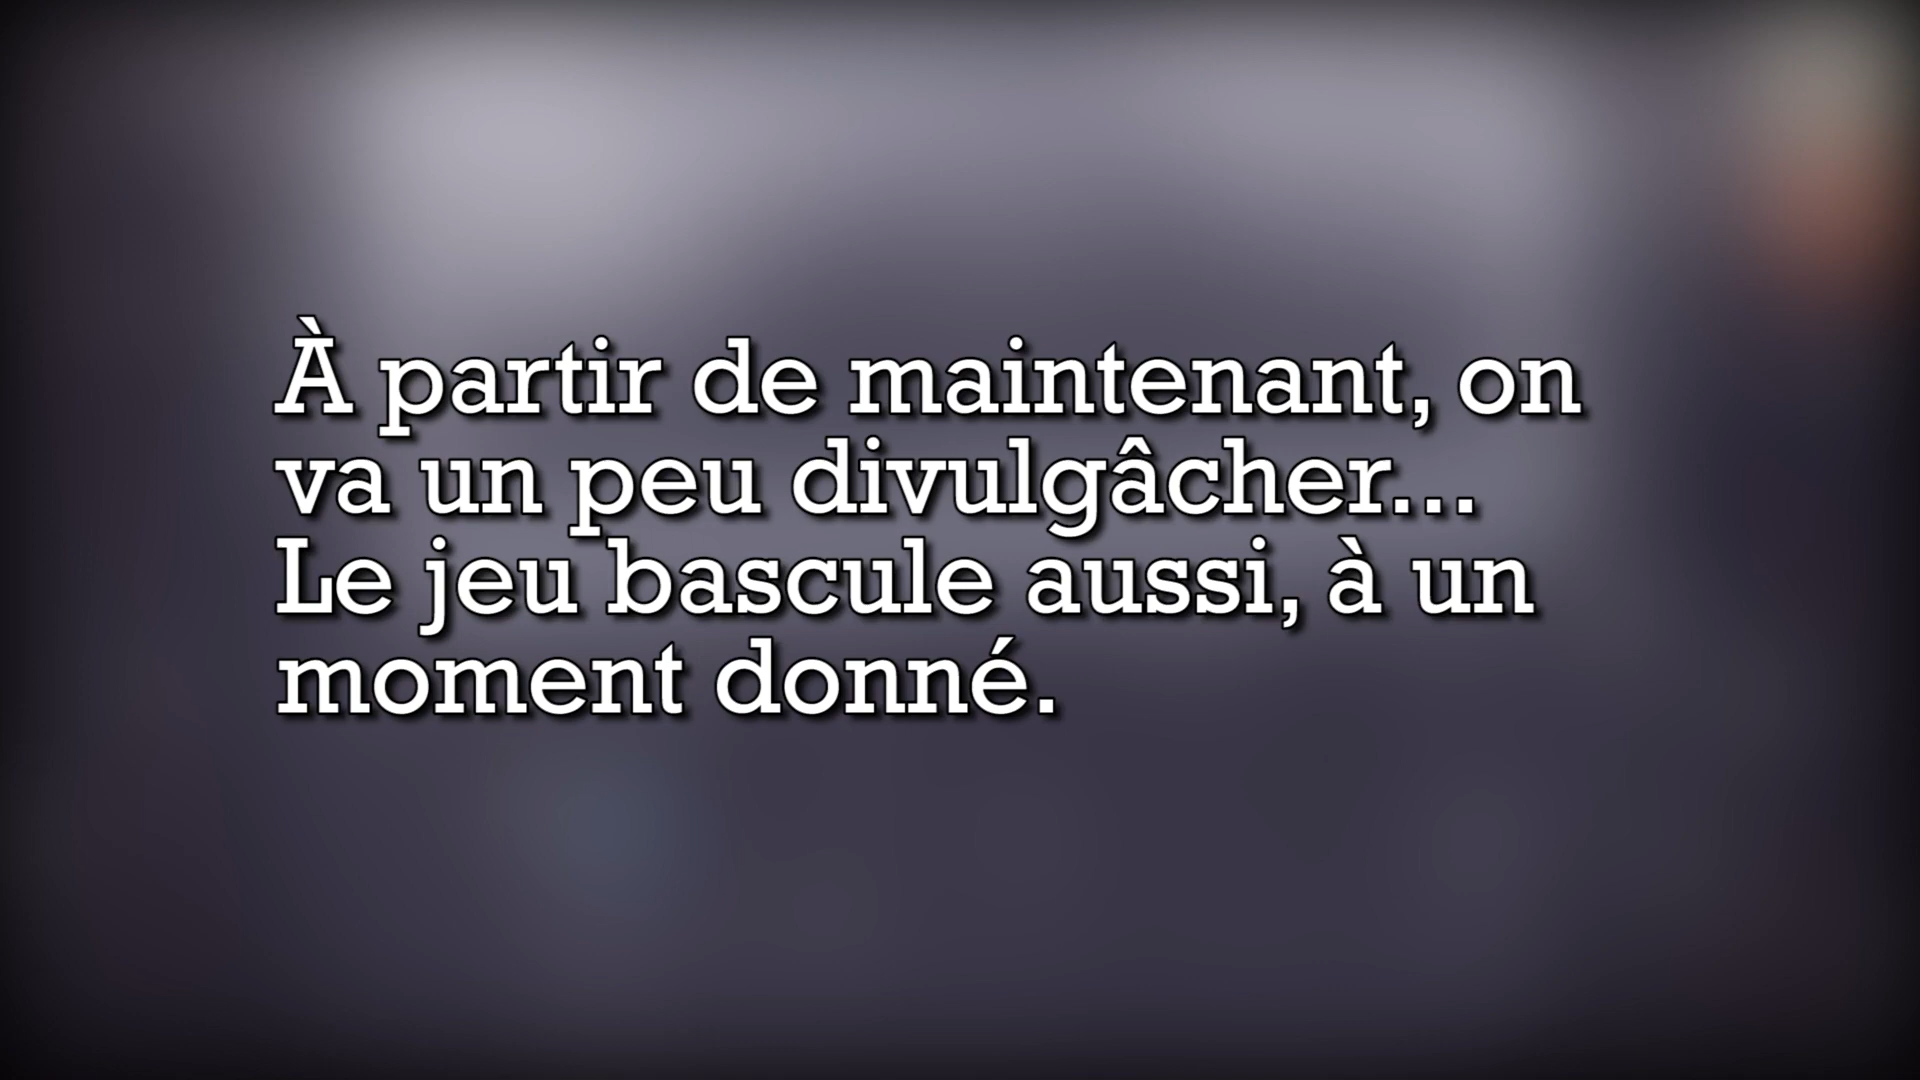 À partir de maintenant, on
va un peu divulgâcher...
Le jeu bascule aussi, à un
moment donné.